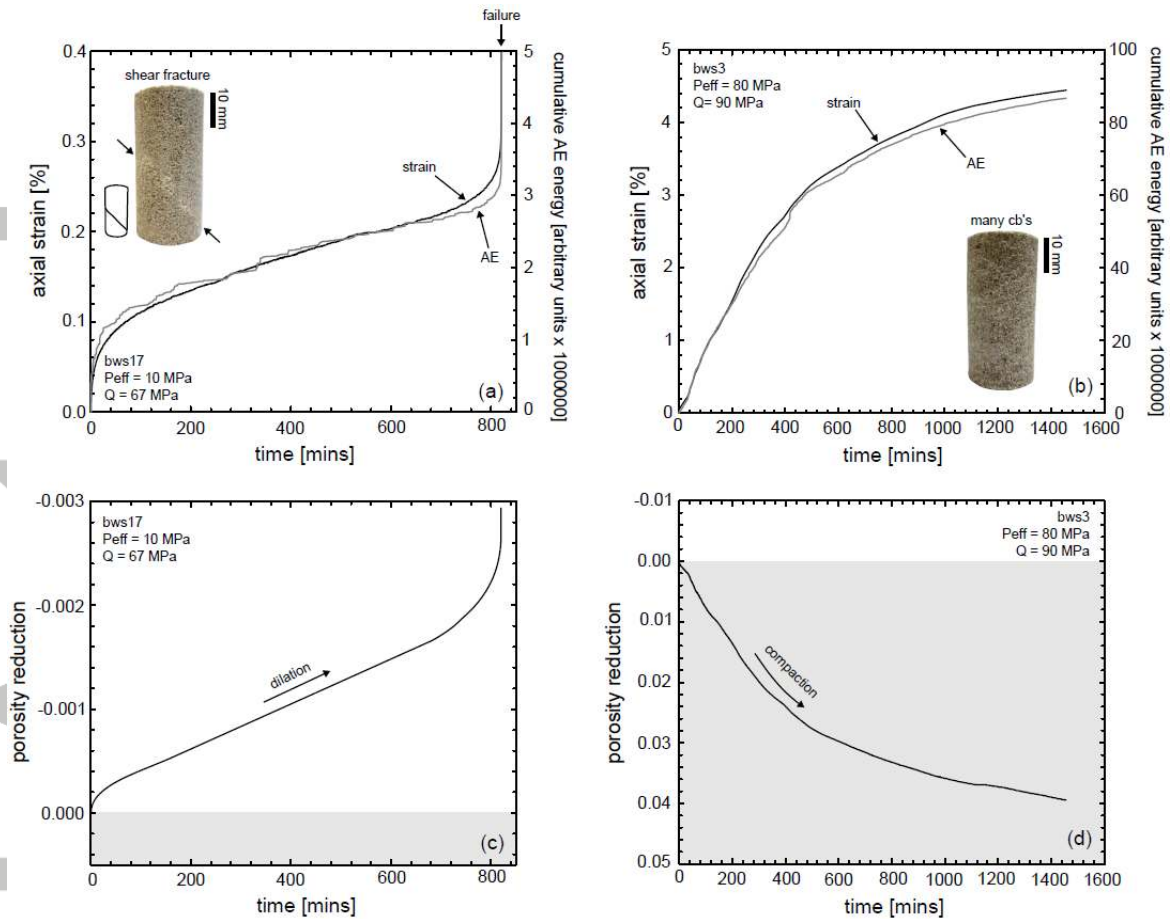 failure
0.4
0.3
0.2
0.1
0.0
axial strain [%]
shear fracture
10 mm
strain
AE
bws17
Peff = 10 MPa
Q = 67 MPa
(a)
5
4
3
2
1
0
cumulative AE energy [arbitrary units x 1000000]
0 200 400 600 800
time [mins]
5
4
3
2
1
0
axial strain [%]
bws3
Peff = 80 MPa
Q= 90 MPa
strain
AE
many cb's
10 mm
(b)
100
80
60
40
20
0
cumulative AE energy [arbitrary units x 1000000]
0 200 400 600 800 1000 1200 1400 1600
time [mins]
-0.003
-0.002
-0.001
0.000
porosity reduction
bws17
Peff = 10 MPa
Q = 67 MPa
dilation
(c)
0 200 400 600 800
time [mins]
-0.01
0.00
0.01
0.02
0.03
0.04
0.05
porosity reduction
bws3
Peff = 80 MPa
Q = 90 MPa
compaction
(d)
0 200 400 600 800 1000 1200 1400 1600
time [mins]